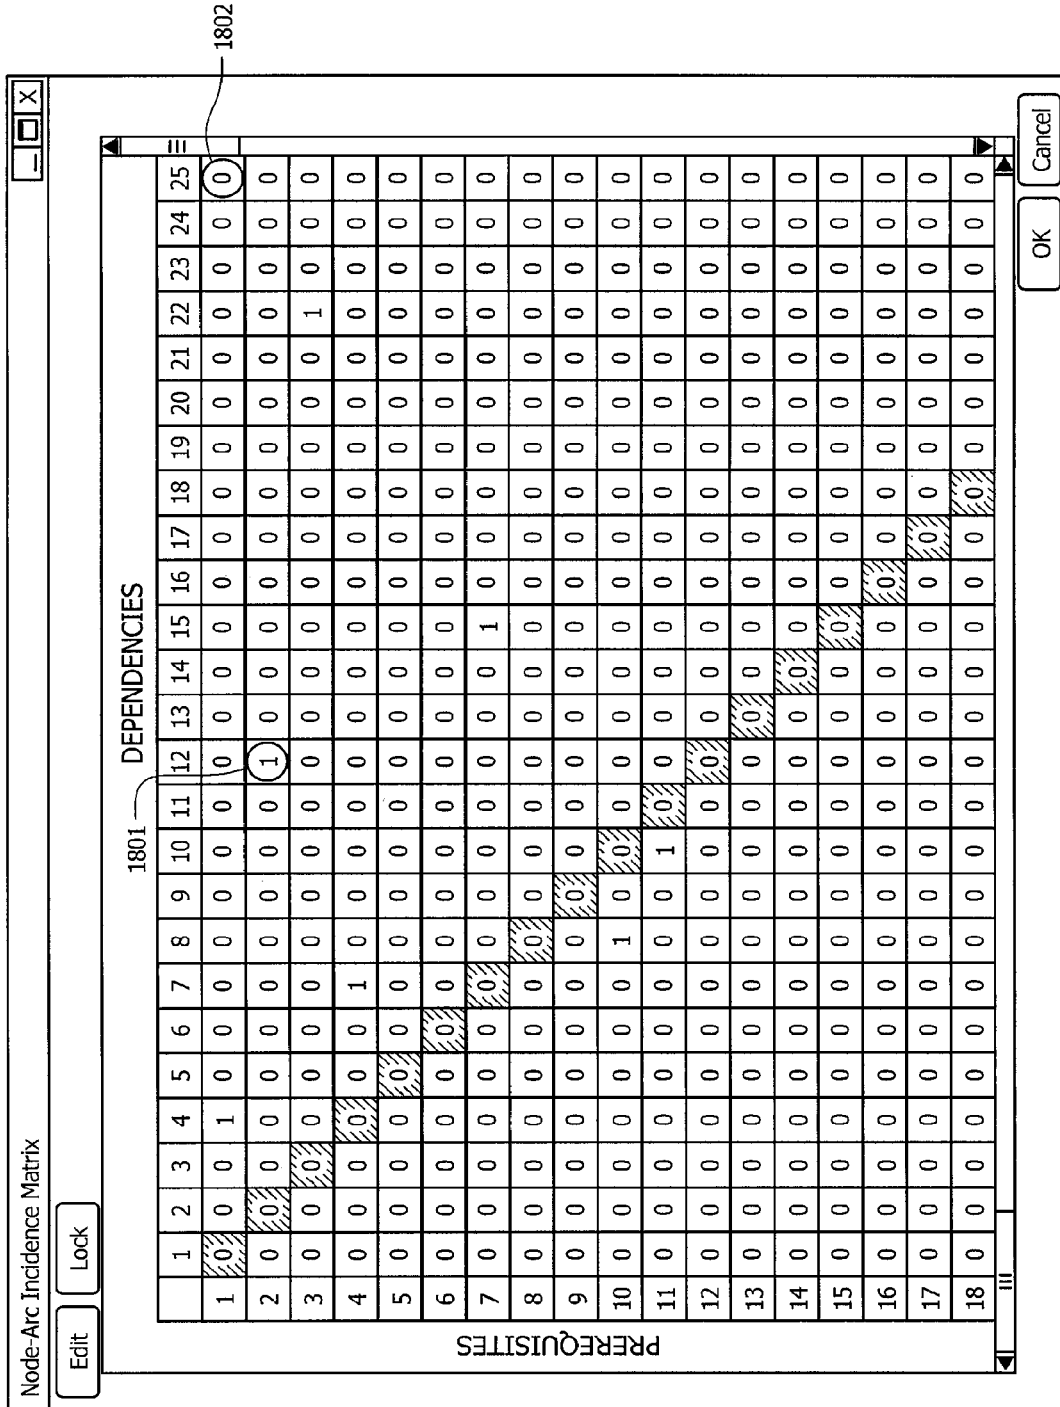 Node-Arc Incidence Matrix
_ X
Edit Lock
1801
1802
DEPENDENCIES
PREREQUISITES
1 2 3 4 5 6 7 8 9 10 11 12 13 14 15 16 17 18 19 20 21 22 23 24 25
1 0 0 0 1 0 0 0 0 0 0 0 0 0 0 0 0 0 0 0 0 0 0 0 0 0
2 0 0 0 0 0 0 0 0 0 0 0 1 0 0 0 0 0 0 0 0 0 0 0 0 0
3 0 0 0 0 0 0 0 0 0 0 0 0 0 0 0 0 0 0 0 0 0 1 0 0 0
4 0 0 0 0 0 0 1 0 0 0 0 0 0 0 0 0 0 0 0 0 0 0 0 0 0
5 0 0 0 0 0 0 0 0 0 0 0 0 0 0 0 0 0 0 0 0 0 0 0 0 0
6 0 0 0 0 0 0 0 0 0 0 0 0 0 0 0 0 0 0 0 0 0 0 0 0 0
7 0 0 0 0 0 0 0 0 0 0 0 0 0 0 1 0 0 0 0 0 0 0 0 0 0
8 0 0 0 0 0 0 0 0 0 0 0 0 0 0 0 0 0 0 0 0 0 0 0 0 0
9 0 0 0 0 0 0 0 0 0 0 0 0 0 0 0 0 0 0 0 0 0 0 0 0 0
10 0 0 0 0 0 0 0 1 0 0 0 0 0 0 0 0 0 0 0 0 0 0 0 0 0
11 0 0 0 0 0 0 0 0 0 1 0 0 0 0 0 0 0 0 0 0 0 0 0 0 0
12 0 0 0 0 0 0 0 0 0 0 0 0 0 0 0 0 0 0 0 0 0 0 0 0 0
13 0 0 0 0 0 0 0 0 0 0 0 0 0 0 0 0 0 0 0 0 0 0 0 0 0
14 0 0 0 0 0 0 0 0 0 0 0 0 0 0 0 0 0 0 0 0 0 0 0 0 0
15 0 0 0 0 0 0 0 0 0 0 0 0 0 0 0 0 0 0 0 0 0 0 0 0 0
16 0 0 0 0 0 0 0 0 0 0 0 0 0 0 0 0 0 0 0 0 0 0 0 0 0
17 0 0 0 0 0 0 0 0 0 0 0 0 0 0 0 0 0 0 0 0 0 0 0 0 0
18 0 0 0 0 0 0 0 0 0 0 0 0 0 0 0 0 0 0 0 0 0 0 0 0 0
OK Cancel